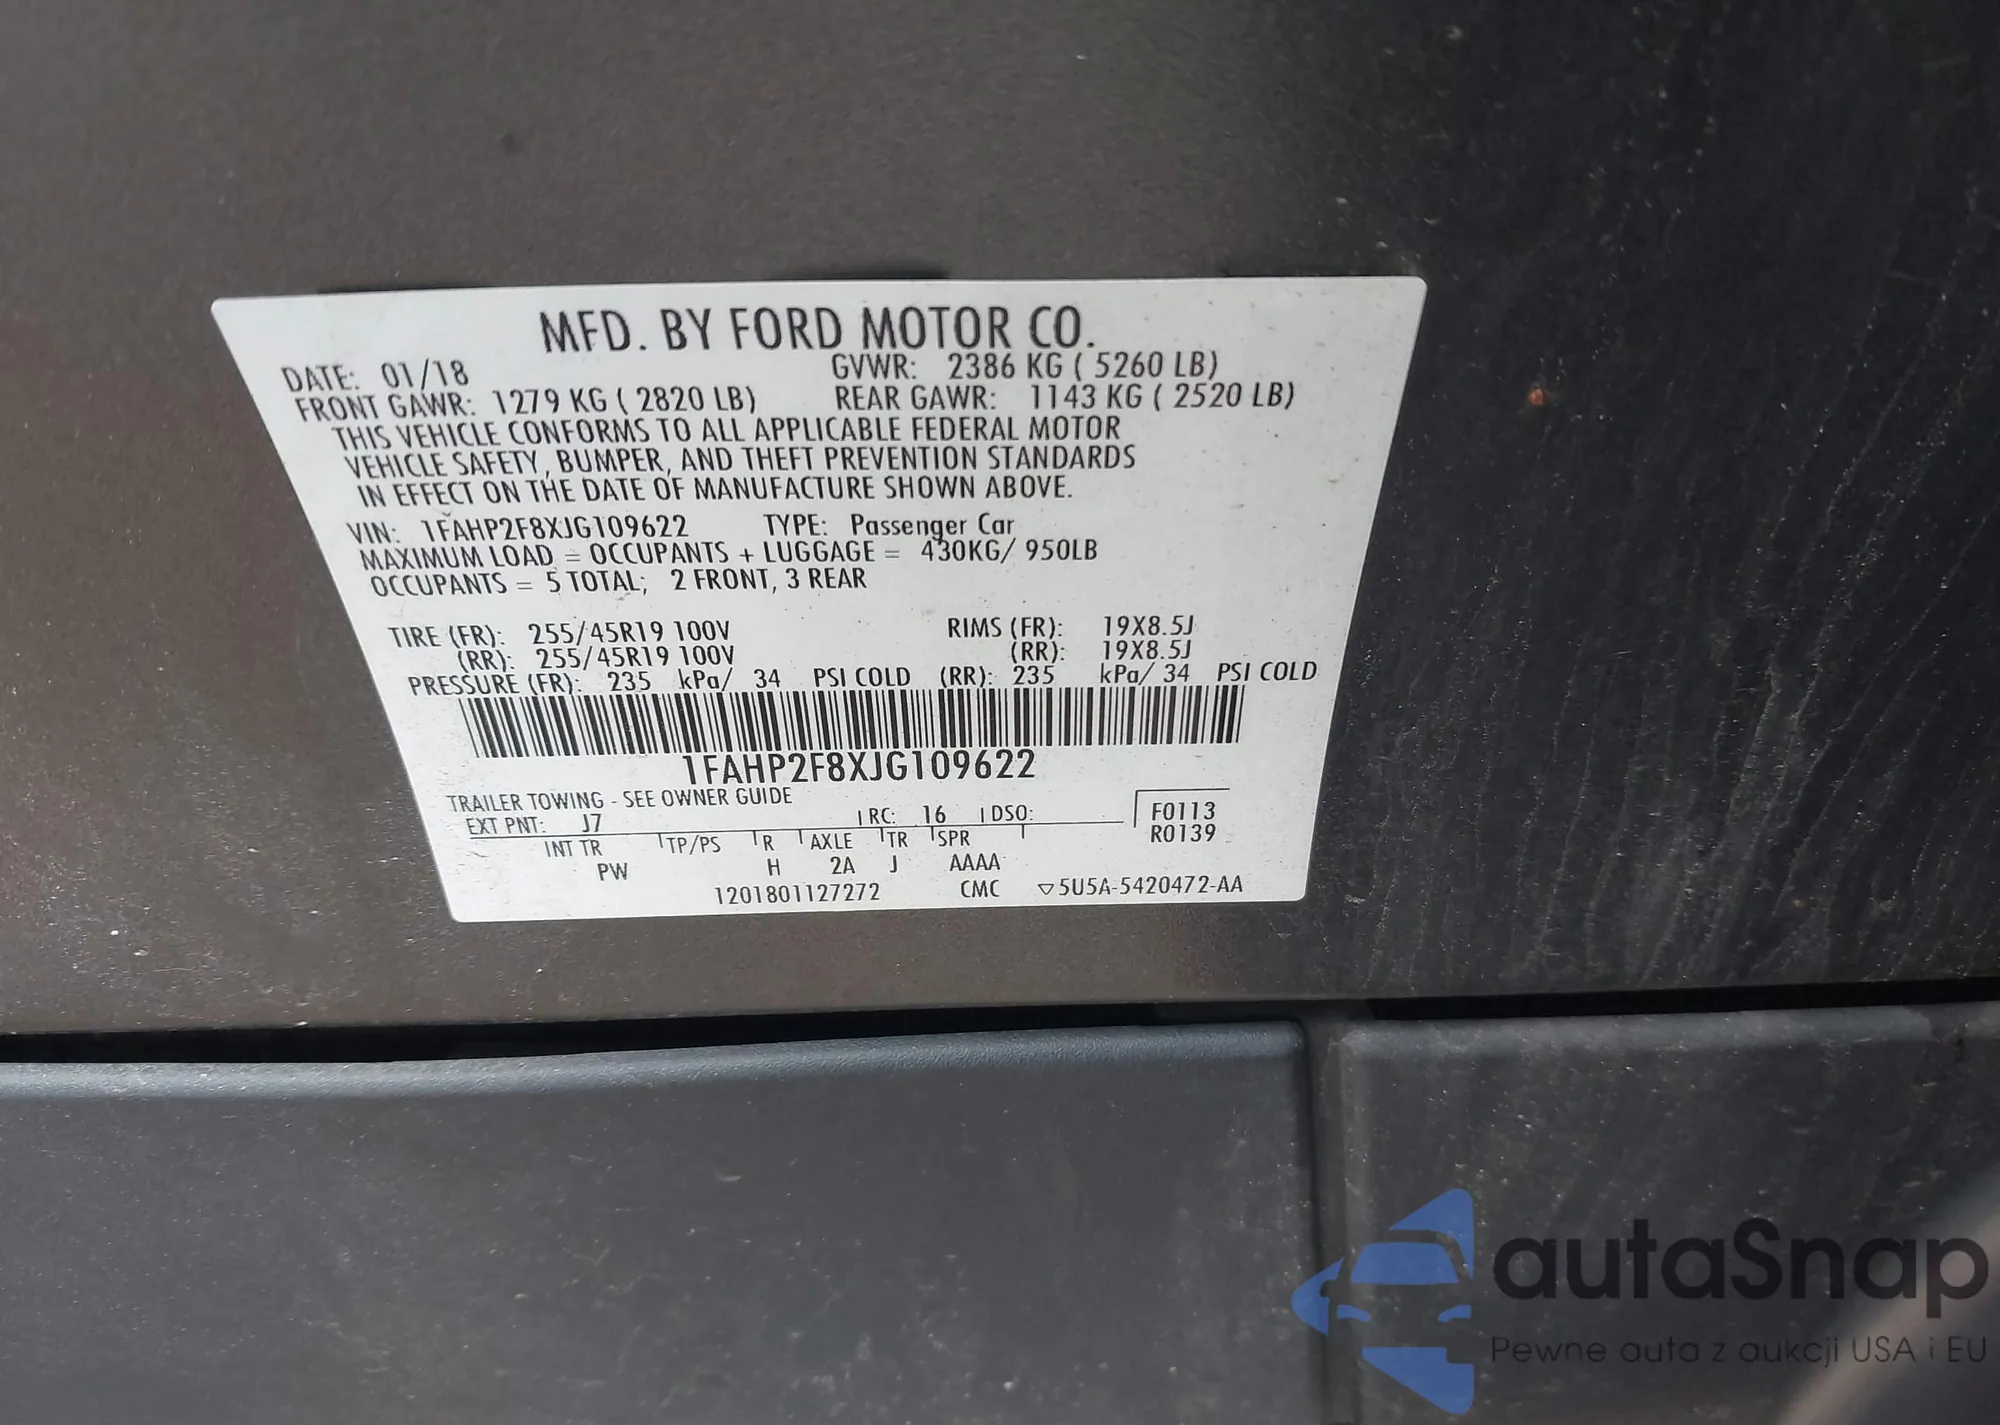 MFD. BY FORD MOTOR CO.
DATE: 01/18 GVWR: 2386 KG ( 5260 LB)
FRONT GAWR: 1279 KG ( 2820 LB) REAR GAWR: 1143 KG ( 2520 LB)
THIS VEHICLE CONFORMS TO ALL APPLICABLE FEDERAL MOTOR
VEHICLE SAFETY, BUMPER, AND THEFT PREVENTION STANDARDS
IN EFFECT ON THE DATE OF MANUFACTURE SHOWN ABOVE.
VIN: 1FAHP2F8XJG109622 TYPE: Passenger Car
MAXIMUM LOAD = OCCUPANTS + LUGGAGE = 430KG/ 950LB
OCCUPANTS = 5 TOTAL; 2 FRONT, 3 REAR
TIRE (FR): 255/45R19 100V RIMS (FR): 19X8.5J
(RR): 255/45R19 100V (RR): 19X8.5J
PRESSURE (FR): 235 kPa/ 34 PSI COLD (RR): 235 kPa/ 34 PSI COLD
1FAHP2F8XJG109622
TRAILER TOWING - SEE OWNER GUIDE
EXT PNT: J7 RC: 16 DSO: F0113
R0139
INT TR TP/PS R AXLE TR SPR
PW H 2A J AAAA
1201801127272 CMC ▽5U5A-5420472-AA
autaSnap
Pewne auta z aukcji USA i EU